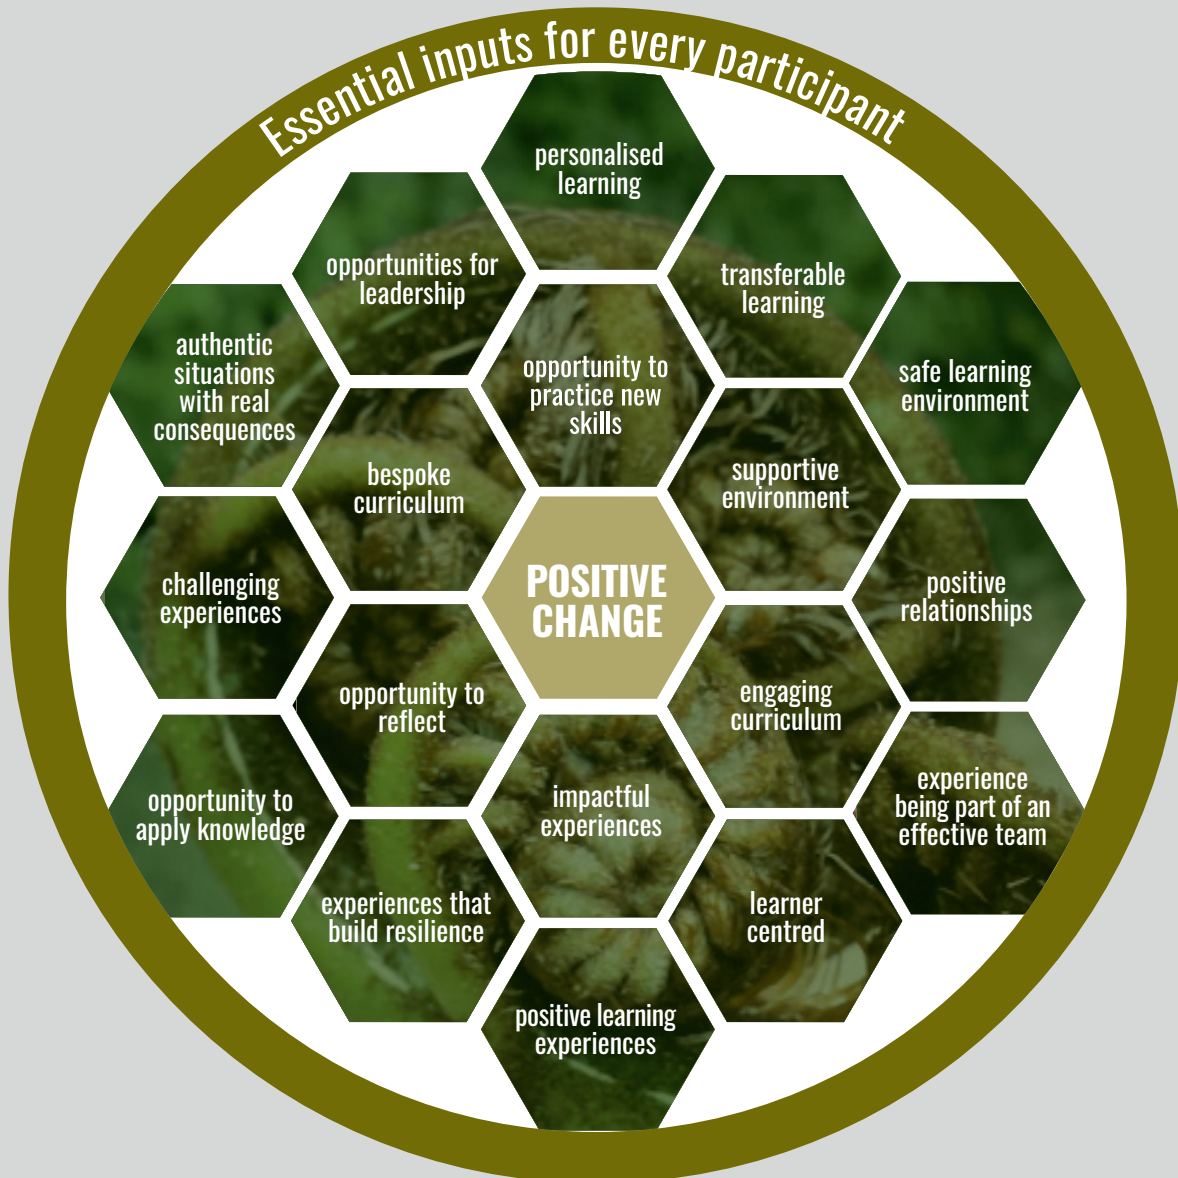 Essential inputs for every participant
personalised
learning
opportunities for
leadership
transferable
learning
authentic
situations
with real
consequences
opportunity to
practice new
skills
safe learning
environment
bespoke
curriculum
supportive
environment
challenging
experiences
POSITIVE
CHANGE
positive
relationships
opportunity to
reflect
engaging
curriculum
opportunity to
apply knowledge
impactful
experiences
experience
being part of an
effective team
experiences that
build resilience
learner
centred
positive learning
experiences